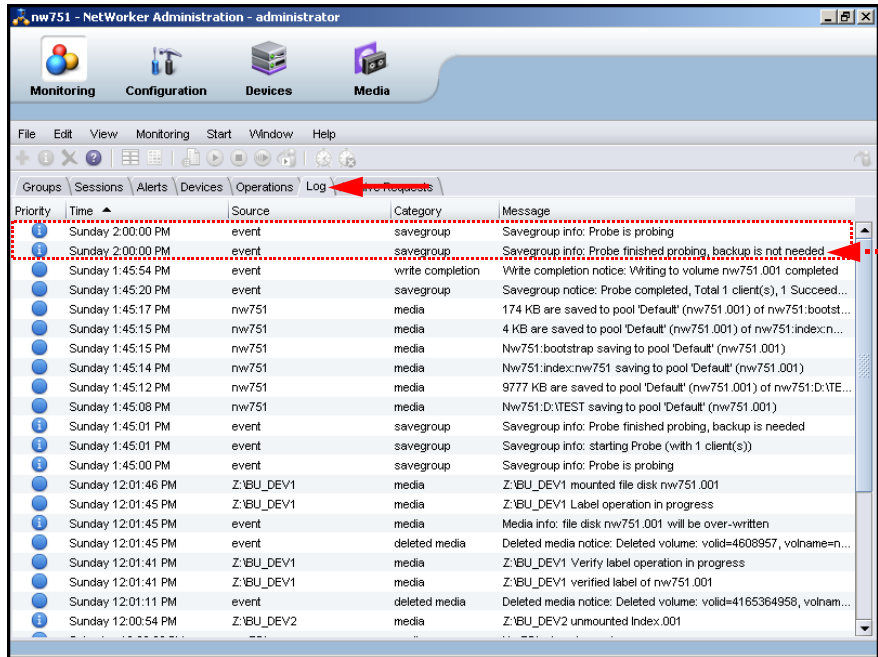 nw751 - NetWorker Administration - administrator
Monitoring Configuration Devices Media
File Edit View Monitoring Start Window Help
Groups Sessions Alerts Devices Operations Log Requests
Priority Time Source Category Message
Sunday 2:00:00 PM event savegroup Savegroup info: Probe is probing
Sunday 2:00:00 PM event savegroup Savegroup info: Probe finished probing, backup is not needed
Sunday 1:45:54 PM event write completion Write completion notice: Writing to volume nw751.001 completed
Sunday 1:45:20 PM event savegroup Savegroup notice: Probe completed, Total 1 client(s), 1 Succeed...
Sunday 1:45:17 PM nw751 media 174 KB are saved to pool 'Default' (nw751.001) of nw751:bootst...
Sunday 1:45:15 PM nw751 media 4 KB are saved to pool 'Default' (nw751.001) of nw751:index:n...
Sunday 1:45:15 PM nw751 media Nw751:bootstrap saving to pool 'Default' (nw751.001)
Sunday 1:45:14 PM nw751 media Nw751:index:nw751 saving to pool 'Default' (nw751.001)
Sunday 1:45:12 PM nw751 media 9777 KB are saved to pool 'Default' (nw751.001) of nw751:D:\TE...
Sunday 1:45:08 PM nw751 media Nw751:D:\TEST saving to pool 'Default' (nw751.001)
Sunday 1:45:01 PM event savegroup Savegroup info: Probe finished probing, backup is needed
Sunday 1:45:01 PM event savegroup Savegroup info: starting Probe (with 1 client(s))
Sunday 1:45:00 PM event savegroup Savegroup info: Probe is probing
Sunday 12:01:46 PM Z:\BU_DEV1 media Z:\BU_DEV1 mounted file disk nw751.001
Sunday 12:01:45 PM Z:\BU_DEV1 media Z:\BU_DEV1 Label operation in progress
Sunday 12:01:45 PM event media Media info: file disk nw751.001 will be over-written
Sunday 12:01:45 PM event deleted media Deleted media notice: Deleted volume: volid=4608957, volname=n...
Sunday 12:01:41 PM Z:\BU_DEV1 media Z:\BU_DEV1 Verify label operation in progress
Sunday 12:01:41 PM Z:\BU_DEV1 media Z:\BU_DEV1 verified label of nw751.001
Sunday 12:01:11 PM event deleted media Deleted media notice: Deleted volume: volid=4165364958, volnam...
Sunday 12:00:54 PM Z:\BU_DEV2 media Z:\BU_DEV2 unmounted Index.001